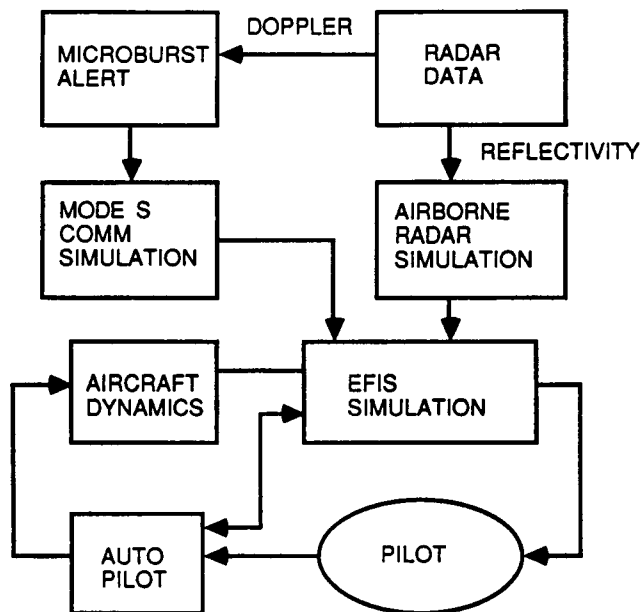 DOPPLER
MICROBURST
ALERT
RADAR
DATA
REFLECTIVITY
MODE S
COMM
SIMULATION
AIRBORNE
RADAR
SIMULATION
AIRCRAFT
DYNAMICS
EFIS
SIMULATION
AUTO
PILOT
PILOT